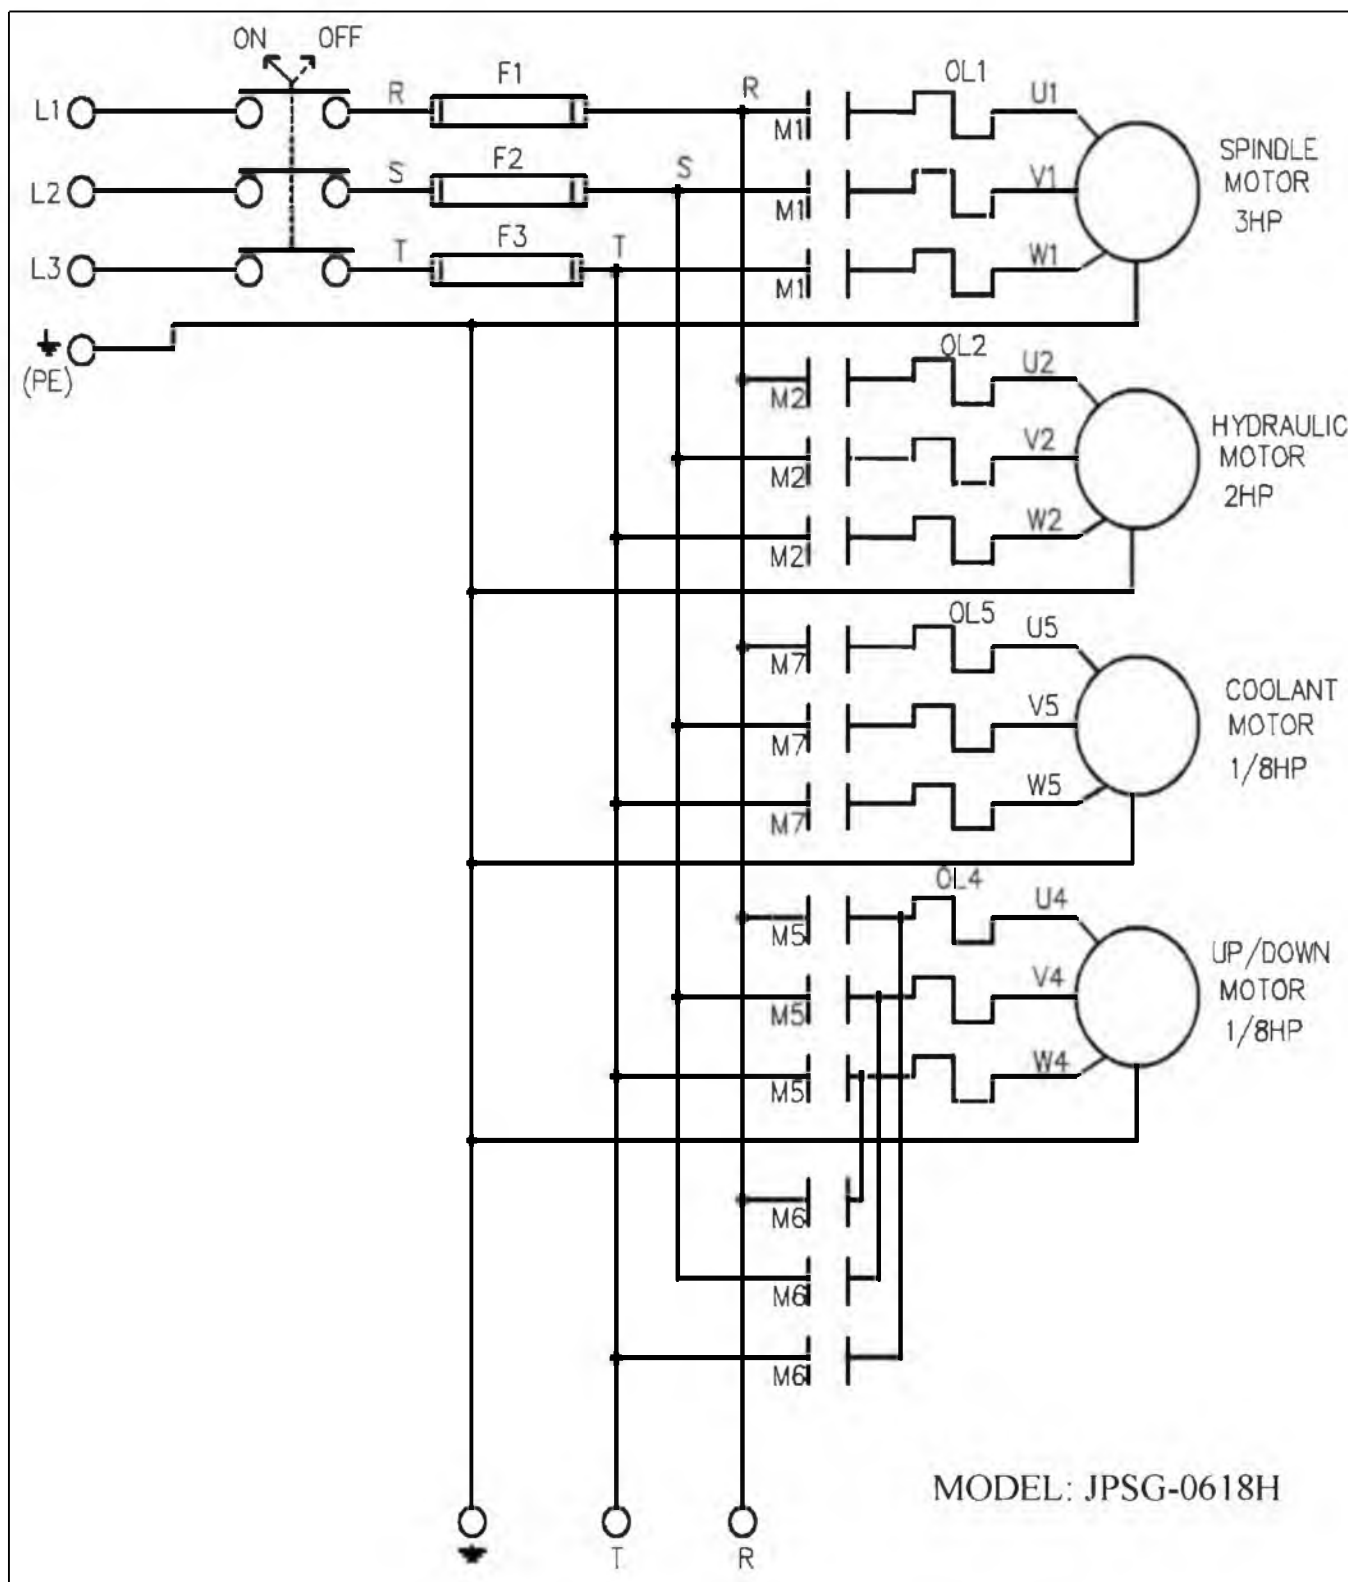 ON OFF
L1 R F1 R M1 OL1 U1
L2 S F2 S M1 V1
L3 T F3 T M1 W1
SPINDLE
MOTOR
3HP
(PE)
OL2
M2 U2
M2 V2
M2 W2
HYDRAULIC
MOTOR
2HP
OL5
M7 U5
M7 V5
M7 W5
COOLANT
MOTOR
1/8HP
OL4
M5 U4
M5 V4
M5 W4
UP/DOWN
MOTOR
1/8HP
M6
M6
M6
MODEL: JPSG-0618H
T R